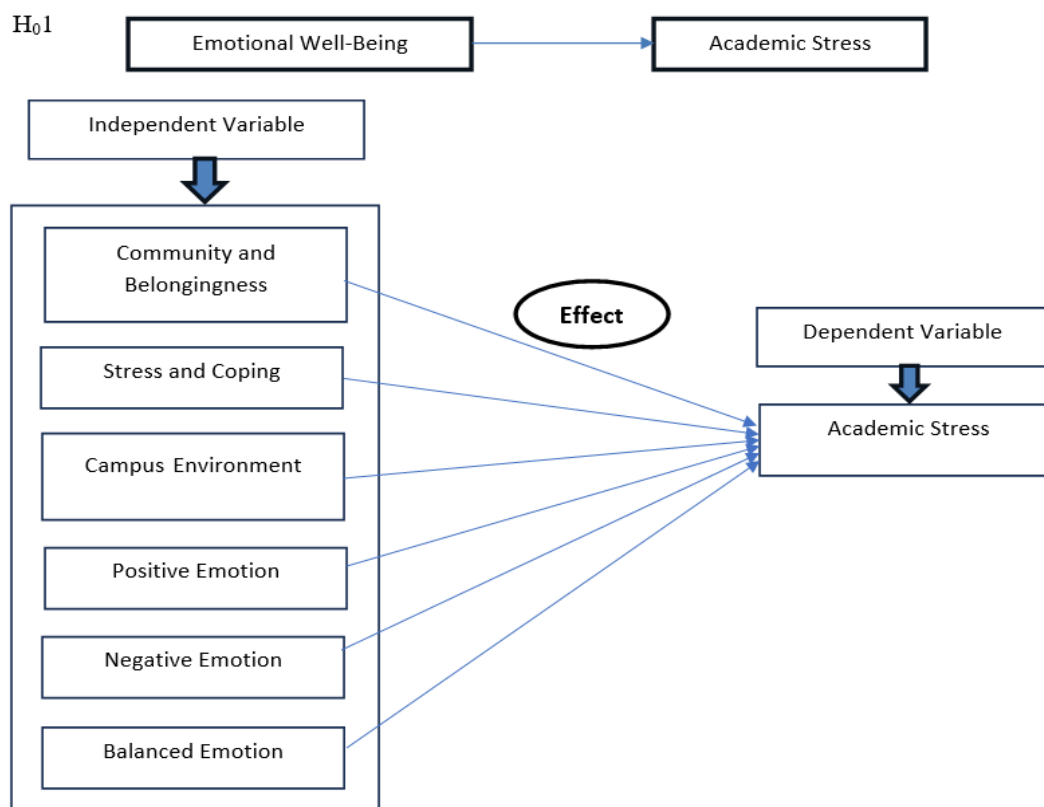 H₀1
Emotional Well-Being
Academic Stress
Independent Variable
Community and
Belongingness
Effect
Dependent Variable
Stress and Coping
Academic Stress
Campus Environment
Positive Emotion
Negative Emotion
Balanced Emotion